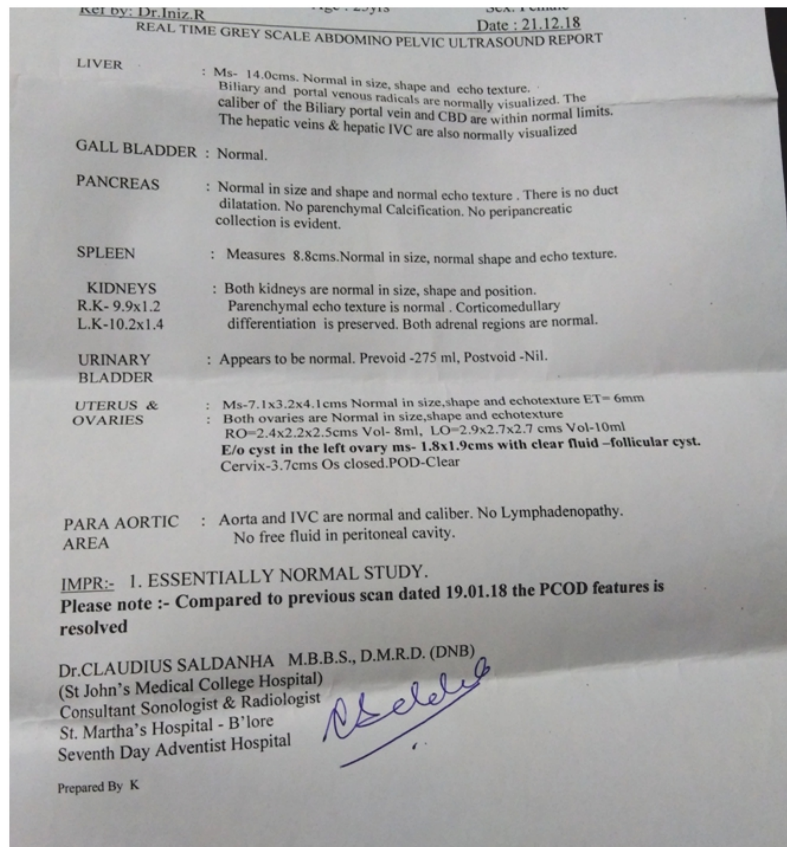 Ref by: Dr.Iniz.R Age : 23yrs Sex: Female
Date : 21.12.18
REAL TIME GREY SCALE ABDOMINO PELVIC ULTRASOUND REPORT
LIVER : Ms- 14.0cms. Normal in size, shape and echo texture.
Biliary and portal venous radicals are normally visualized. The
caliber of the Biliary portal vein and CBD are within normal limits.
The hepatic veins & hepatic IVC are also normally visualized
GALL BLADDER : Normal.
PANCREAS : Normal in size and shape and normal echo texture . There is no duct
dilatation. No parenchymal Calcification. No peripancreatic
collection is evident.
SPLEEN : Measures 8.8cms.Normal in size, normal shape and echo texture.
KIDNEYS : Both kidneys are normal in size, shape and position.
R.K- 9.9x1.2 Parenchymal echo texture is normal . Corticomedullary
L.K-10.2x1.4 differentiation is preserved. Both adrenal regions are normal.
URINARY : Appears to be normal. Prevoid -275 ml, Postvoid -Nil.
BLADDER
UTERUS & : Ms-7.1x3.2x4.1cms Normal in size,shape and echotexture ET= 6mm
OVARIES : Both ovaries are Normal in size,shape and echotexture
RO=2.4x2.2x2.5cms Vol- 8ml, LO=2.9x2.7x2.7 cms Vol-10ml
E/o cyst in the left ovary ms- 1.8x1.9cms with clear fluid –follicular cyst.
Cervix-3.7cms Os closed.POD-Clear
PARA AORTIC : Aorta and IVC are normal and caliber. No Lymphadenopathy.
AREA No free fluid in peritoneal cavity.
IMPR:- 1. ESSENTIALLY NORMAL STUDY.
Please note :- Compared to previous scan dated 19.01.18 the PCOD features is
resolved
Dr.CLAUDIUS SALDANHA M.B.B.S., D.M.R.D. (DNB)
(St John's Medical College Hospital)
Consultant Sonologist & Radiologist
St. Martha's Hospital - B'lore
Seventh Day Adventist Hospital
Prepared By K